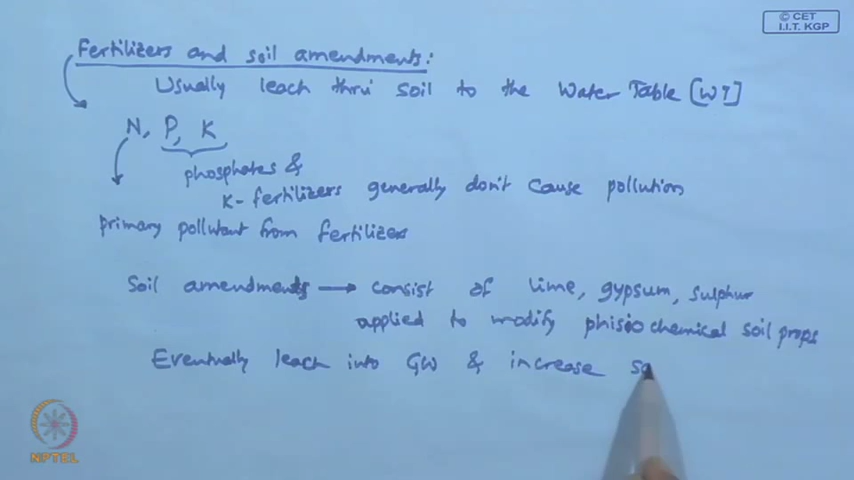 © CET
I.I.T. KGP
Fertilizers and soil amendments:
Usually leach thru' soil to the Water Table [WT]
N, P, K
phosphates &
K-fertilizers generally don't cause pollution
primary pollutant from fertilizers
Soil amendments → consist of lime, gypsum, sulphur
applied to modify phisiochemical soil props
Eventually leach into GW & increase sa
NPTEL